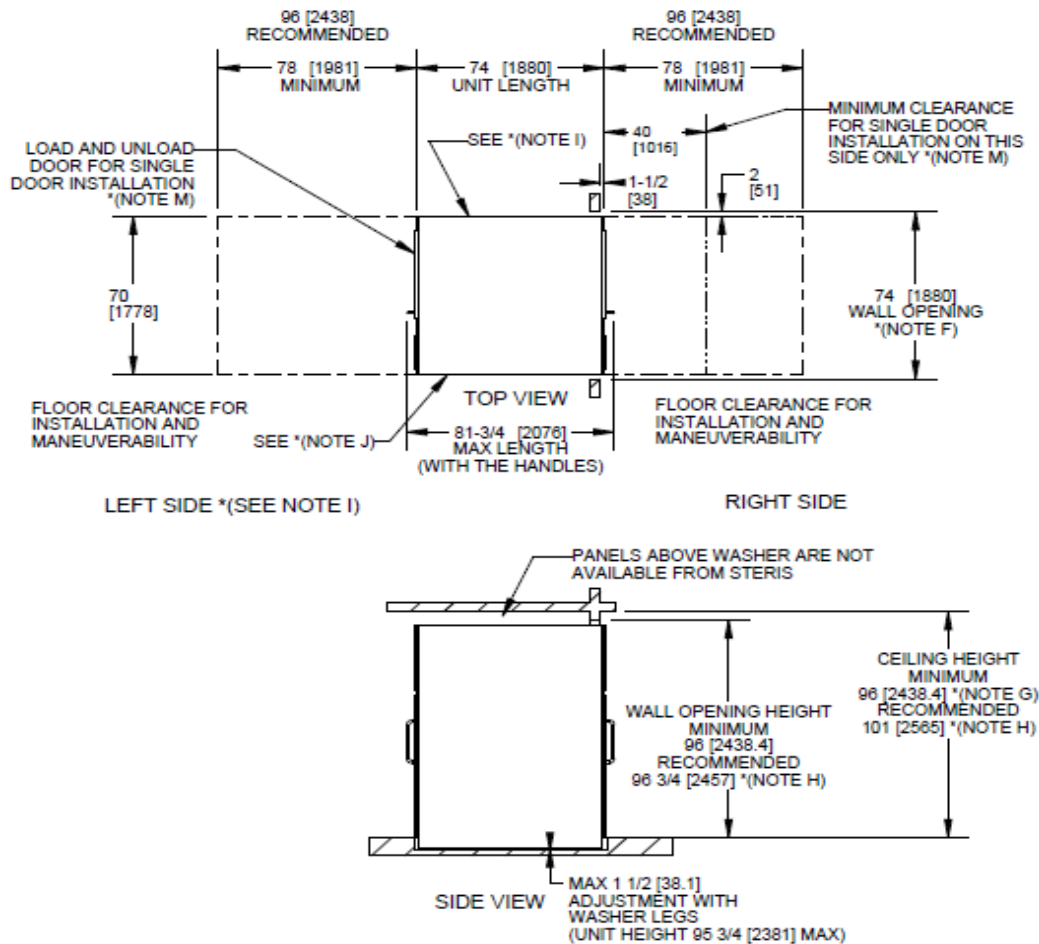 96 [2438]
RECOMMENDED
96 [2438]
RECOMMENDED
78 [1981]
MINIMUM
74 [1880]
UNIT LENGTH
78 [1981]
MINIMUM
LOAD AND UNLOAD
DOOR FOR SINGLE
DOOR INSTALLATION
*(NOTE M)
SEE *(NOTE I)
40
[1016]
MINIMUM CLEARANCE
FOR SINGLE DOOR
INSTALLATION ON THIS
SIDE ONLY *(NOTE M)
1-1/2
[38]
2
[51]
70
[1778]
74 [1880]
WALL OPENING
*(NOTE F)
TOP VIEW
FLOOR CLEARANCE FOR
INSTALLATION AND
MANEUVERABILITY
SEE *(NOTE J)
81-3/4 [2076]
MAX LENGTH
(WITH THE HANDLES)
FLOOR CLEARANCE FOR
INSTALLATION AND
MANEUVERABILITY
LEFT SIDE *(SEE NOTE I)
RIGHT SIDE
PANELS ABOVE WASHER ARE NOT
AVAILABLE FROM STERIS
WALL OPENING HEIGHT
MINIMUM
96 [2438.4]
RECOMMENDED
96 3/4 [2457] *(NOTE H)
CEILING HEIGHT
MINIMUM
96 [2438.4] *(NOTE G)
RECOMMENDED
101 [2565] *(NOTE H)
SIDE VIEW
MAX 1 1/2 [38.1]
ADJUSTMENT WITH
WASHER LEGS
(UNIT HEIGHT 95 3/4 [2381] MAX)